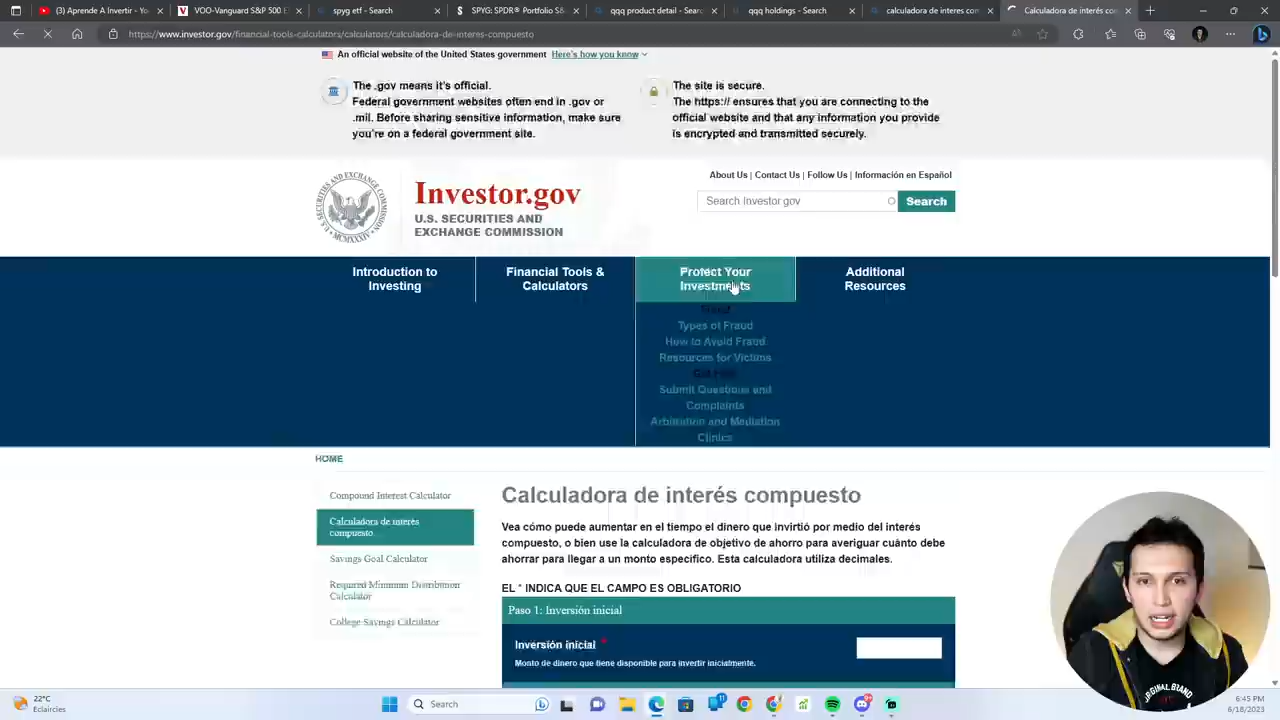 (3) Aprende A Invertir - You
VOO-Vanguard S&P 500 E
spyg etf - Search
SPYG: SPDR® Portfolio S&
qqq product detail - Searc
qqq holdings - Search
calculadora de interes com
Calculadora de interés com
https://www.investor.gov/financial-tools-calculators/calculators/calculadora-de-interes-compuesto
An official website of the United States government Here's how you know
The .gov means it's official.
Federal government websites often end in .gov or
.mil. Before sharing sensitive information, make sure
you're on a federal government site.
The site is secure.
The https:// ensures that you are connecting to the
official website and that any information you provide
is encrypted and transmitted securely.
About Us | Contact Us | Follow Us | Información en Español
Investor.gov
U.S. SECURITIES AND
EXCHANGE COMMISSION
Search Investor.gov
Search
Introduction to
Investing
Financial Tools &
Calculators
Protect Your
Investments
Additional
Resources
Fraud
Types of Fraud
How to Avoid Fraud
Resources for Victims
Get Help
Submit Questions and
Complaints
Arbitration and Mediation
Clinics
HOME
Compound Interest Calculator
Calculadora de interés
compuesto
Savings Goal Calculator
Required Minimum Distribution
Calculator
College Savings Calculator
Calculadora de interés compuesto
Vea cómo puede aumentar en el tiempo el dinero que invirtió por medio del interés
compuesto, o bien use la calculadora de objetivo de ahorro para averiguar cuánto debe
ahorrar para llegar a un monto específico. Esta calculadora utiliza decimales.
EL * INDICA QUE EL CAMPO ES OBLIGATORIO
Paso 1: Inversión inicial
Inversión inicial *
Monto de dinero que tiene disponible para invertir inicialmente.
ORIGINAL BRAND
22°C
Éclaircies
Search
11
6:45 PM
6/18/2023